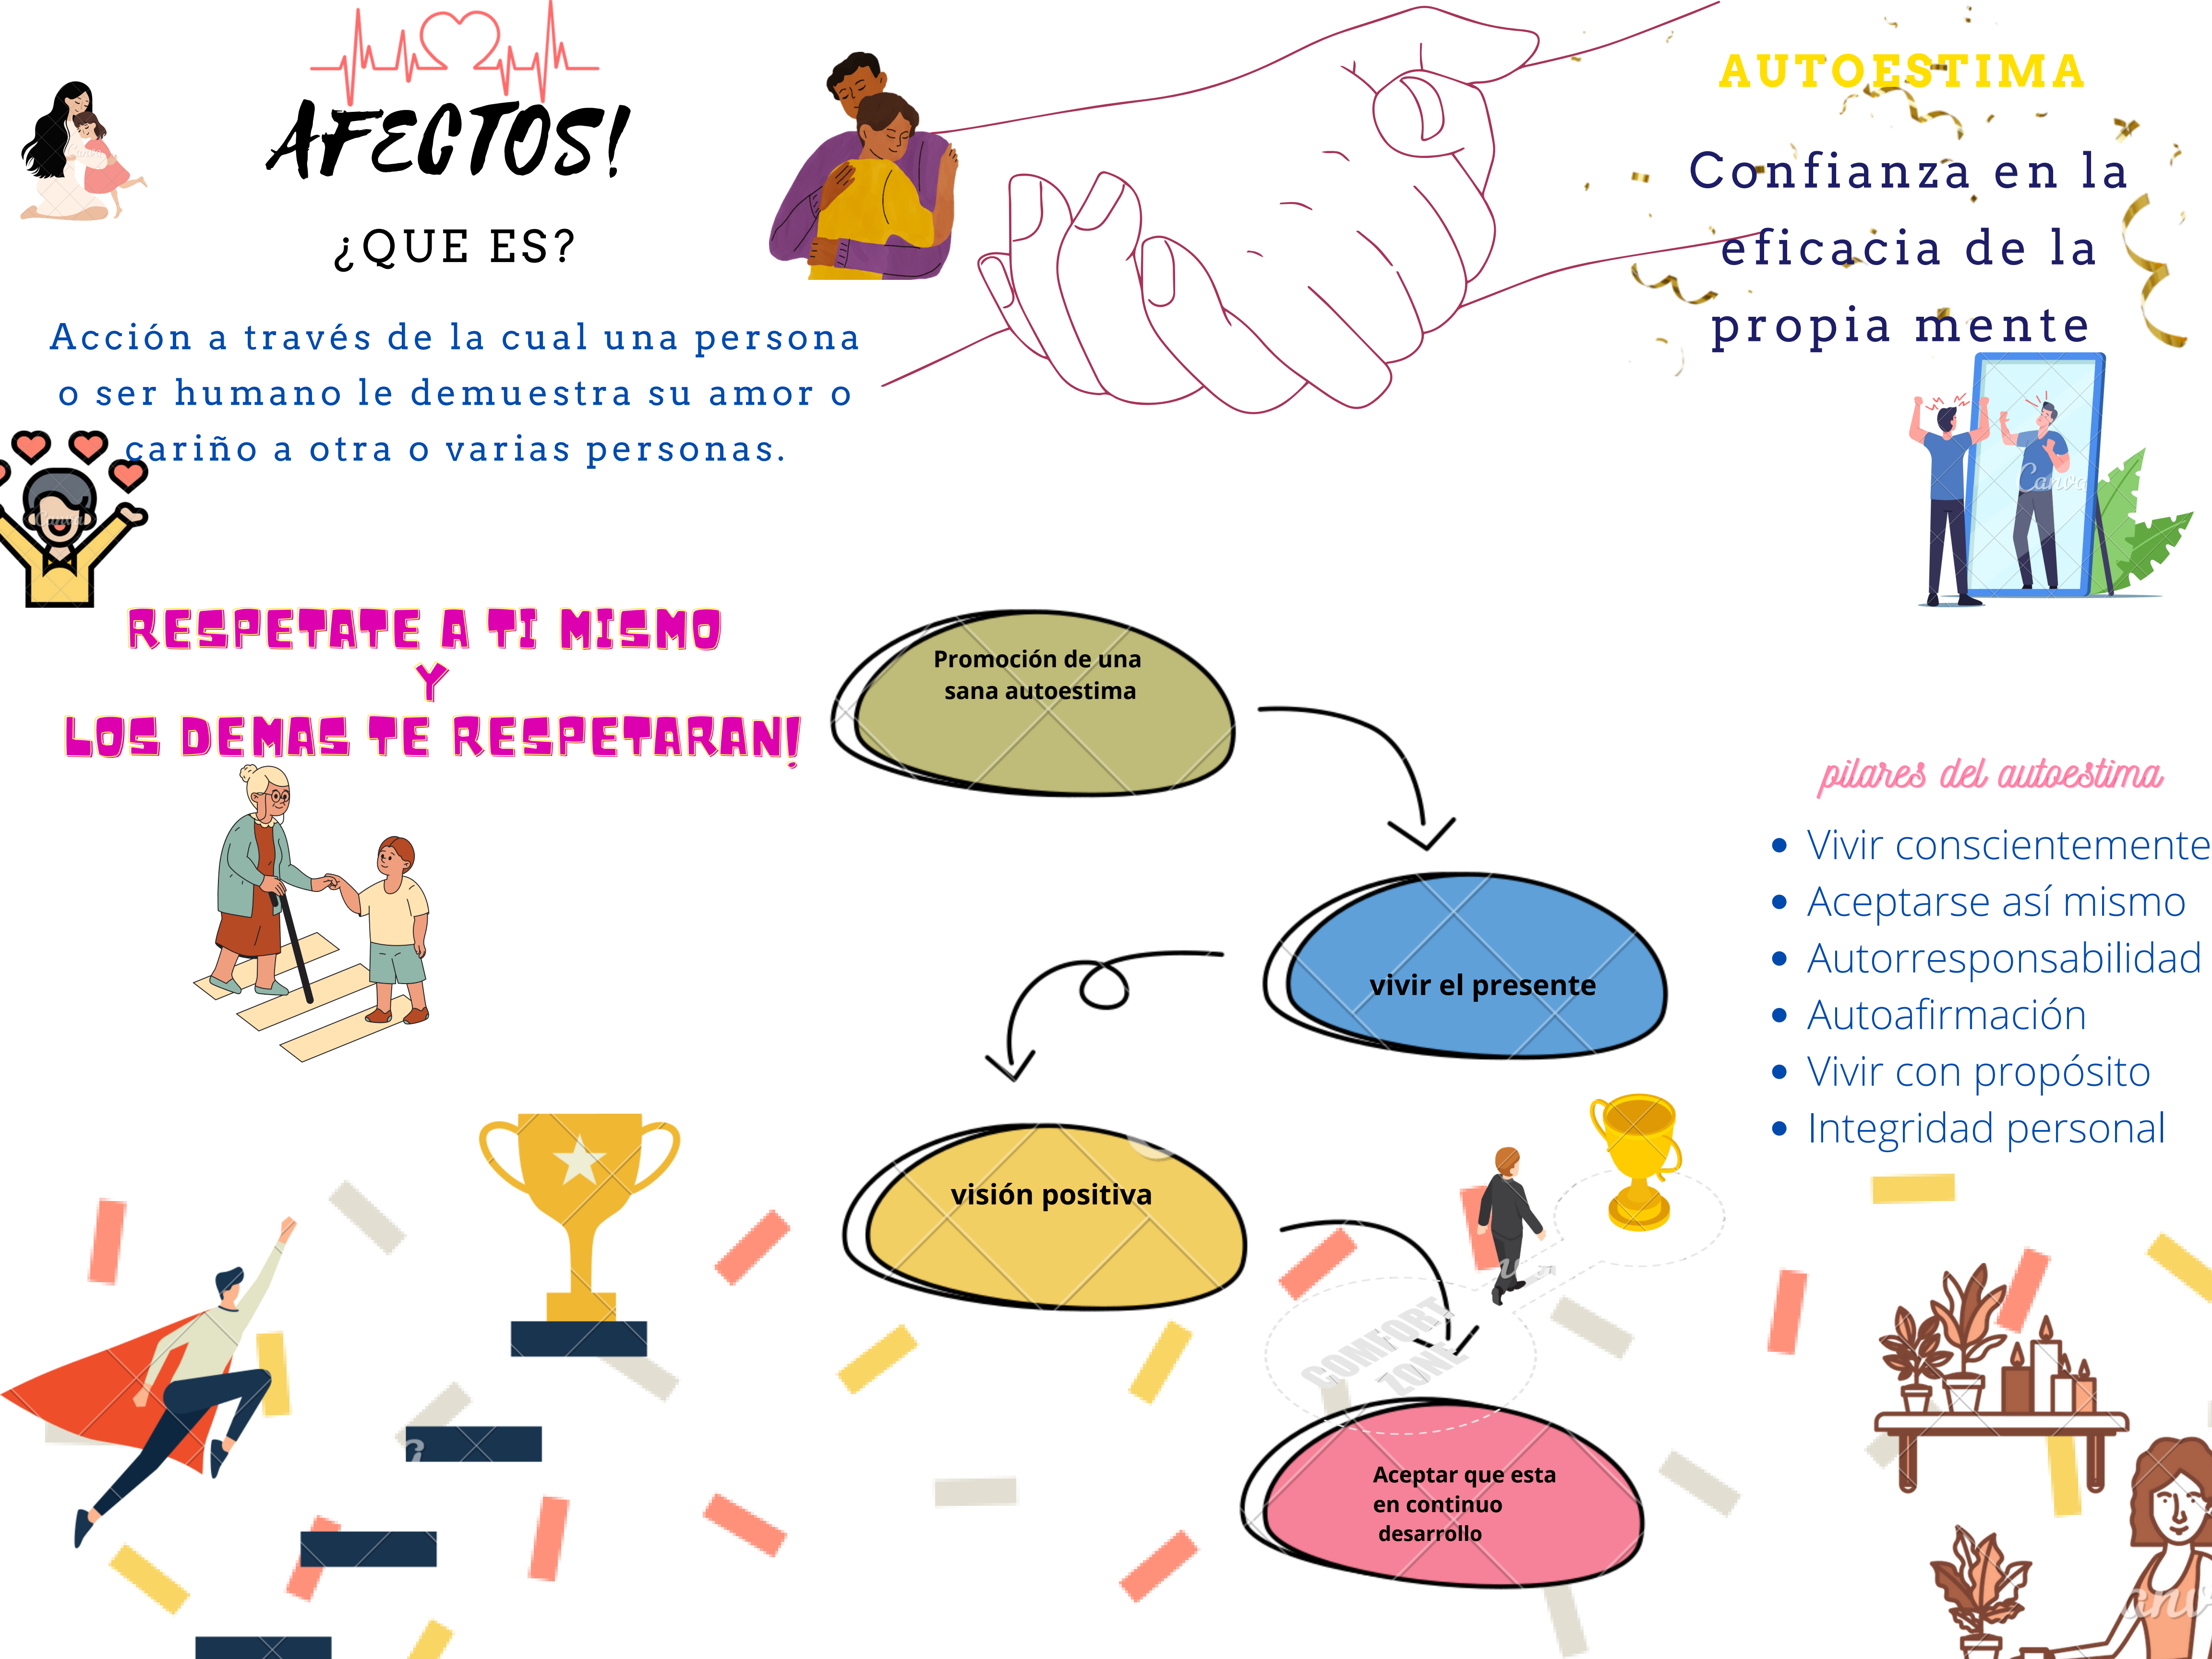 AFECTOS!
¿QUE ES?
Acción a través de la cual una persona
o ser humano le demuestra su amor o
cariño a otra o varias personas.
AUTOESTIMA
Confianza en la
eficacia de la
propia mente
RESPETATE A TI MISMO
Y
LOS DEMAS TE RESPETARAN!
Promoción de una
sana autoestima
vivir el presente
visión positiva
COMFORT
ZONE
Aceptar que esta
en continuo
desarrollo
pilares del autoestima
• Vivir conscientemente
• Aceptarse así mismo
• Autorresponsabilidad
• Autoafirmación
• Vivir con propósito
• Integridad personal
Canva